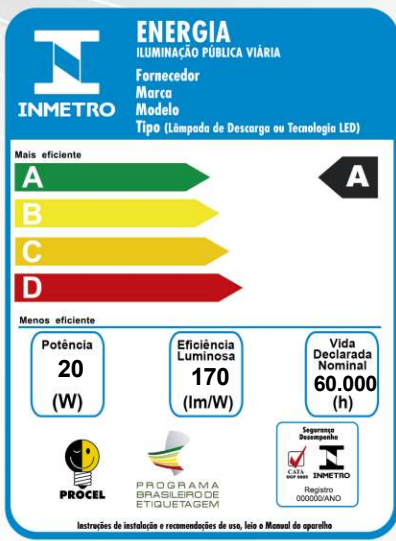 ENERGIA
ILUMINAÇÃO PÚBLICA VIÁRIA
INMETRO
Fornecedor
Marca
Modelo
Tipo (Lâmpada de Descarga ou Tecnologia LED)
Mais eficiente
A
A
B
C
D
Menos eficiente
Potência
20
(W)
Eficiência
Luminosa
170
(lm/W)
Vida
Declarada
Nominal
60.000
(h)
PROCEL
PROGRAMA
BRASILEIRO DE
ETIQUETAGEM
Segurança
Desempenho
INMETRO
Registro
000000/ANO
Instruções de instalação e recomendações de uso, leia o Manual do aparelho